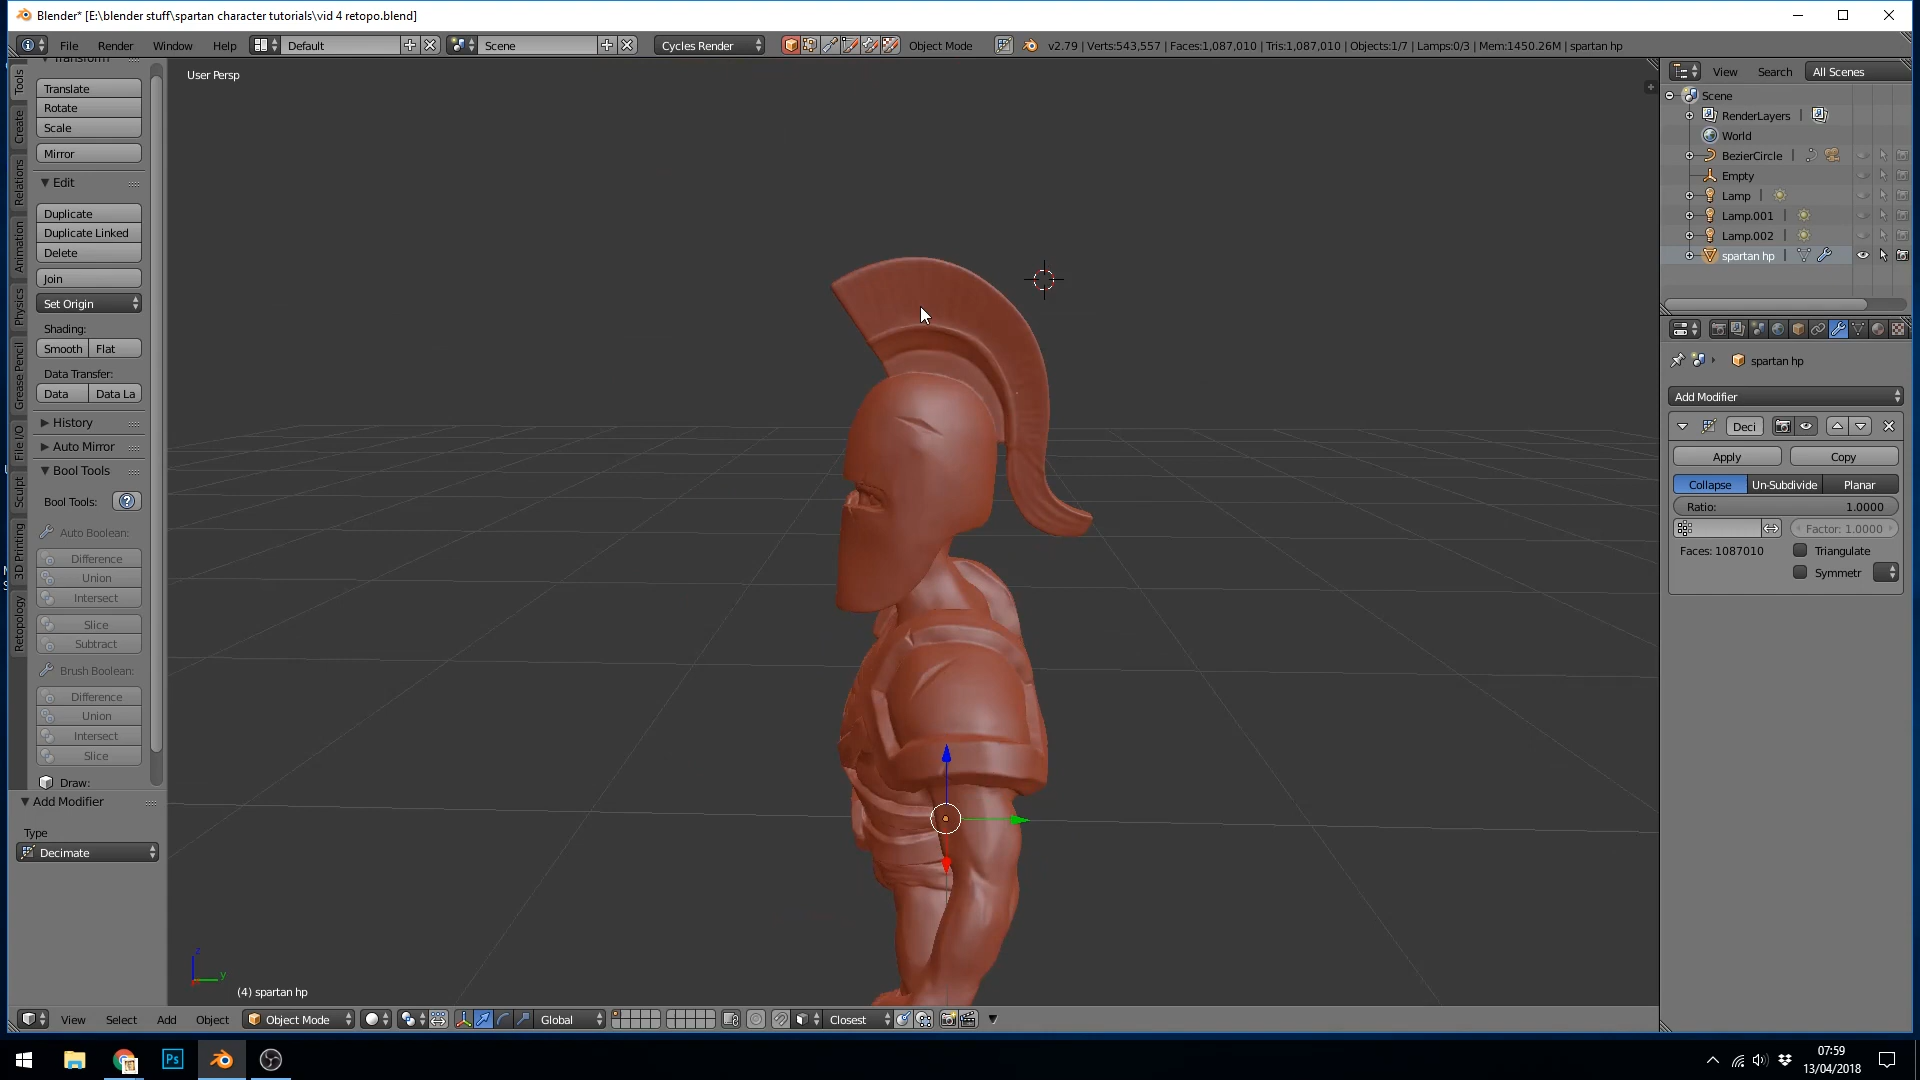 Blender* [E:\blender stuff\spartan character tutorials\vid 4 retopo.blend]
File Render Window Help Default Scene Cycles Render Object Mode v2.79 | Verts:543,557 | Faces:1,087,010 | Tris:1,087,010 | Objects:1/7 | Lamps:0/3 | Mem:1450.26M | spartan hp
Tools
Create
Relations
Animation
Physics
Grease Pencil
File I/O
Sculpt
3D Printing
Retopology
Transform
Translate
Rotate
Scale
Mirror
Edit
Duplicate
Duplicate Linked
Delete
Join
Set Origin
Shading:
Smooth Flat
Data Transfer:
Data Data La
History
Auto Mirror
Bool Tools
Bool Tools:
Auto Boolean:
Difference
Union
Intersect
Slice
Subtract
Brush Boolean:
Difference
Union
Intersect
Slice
Draw:
Add Modifier
Type
Decimate
User Persp
z
y
(4) spartan hp
View Select Add Object Object Mode Global Closest
View Search All Scenes
Scene
RenderLayers
World
BezierCircle
Empty
Lamp
Lamp.001
Lamp.002
spartan hp
spartan hp
Add Modifier
Deci
Apply Copy
Collapse Un-Subdivide Planar
Ratio: 1.0000
Factor: 1.0000
Faces: 1087010 Triangulate
Symmetr
Ps
07:59
13/04/2018